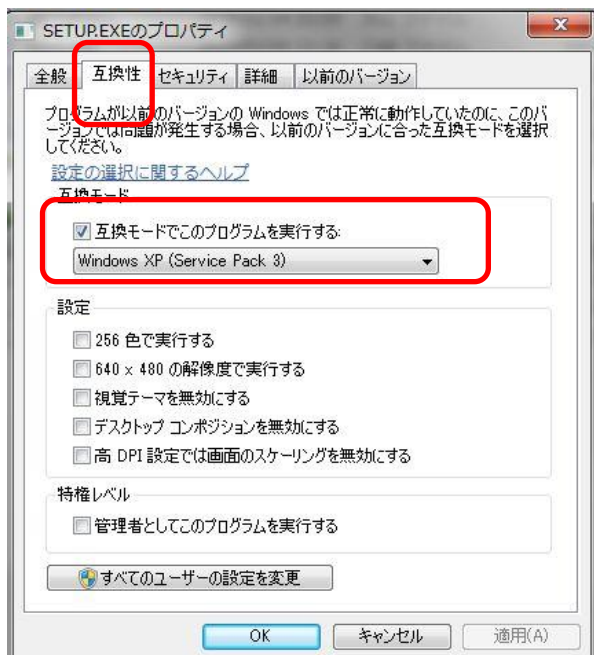 SETUP.EXEのプロパティ
全般 互換性 セキュリティ 詳細 以前のバージョン
プログラムが以前のバージョンの Windows では正常に動作していたのに、このバ
ージョンでは問題が発生する場合、以前のバージョンに合った互換モードを選択
してください。
設定の選択に関するヘルプ
互換モード
互換モードでこのプログラムを実行する:
Windows XP (Service Pack 3)
設定
256 色で実行する
640 x 480 の解像度で実行する
視覚テーマを無効にする
デスクトップ コンポジションを無効にする
高 DPI 設定では画面のスケーリングを無効にする
特権レベル
管理者としてこのプログラムを実行する
すべてのユーザーの設定を変更
OK キャンセル 適用(A)